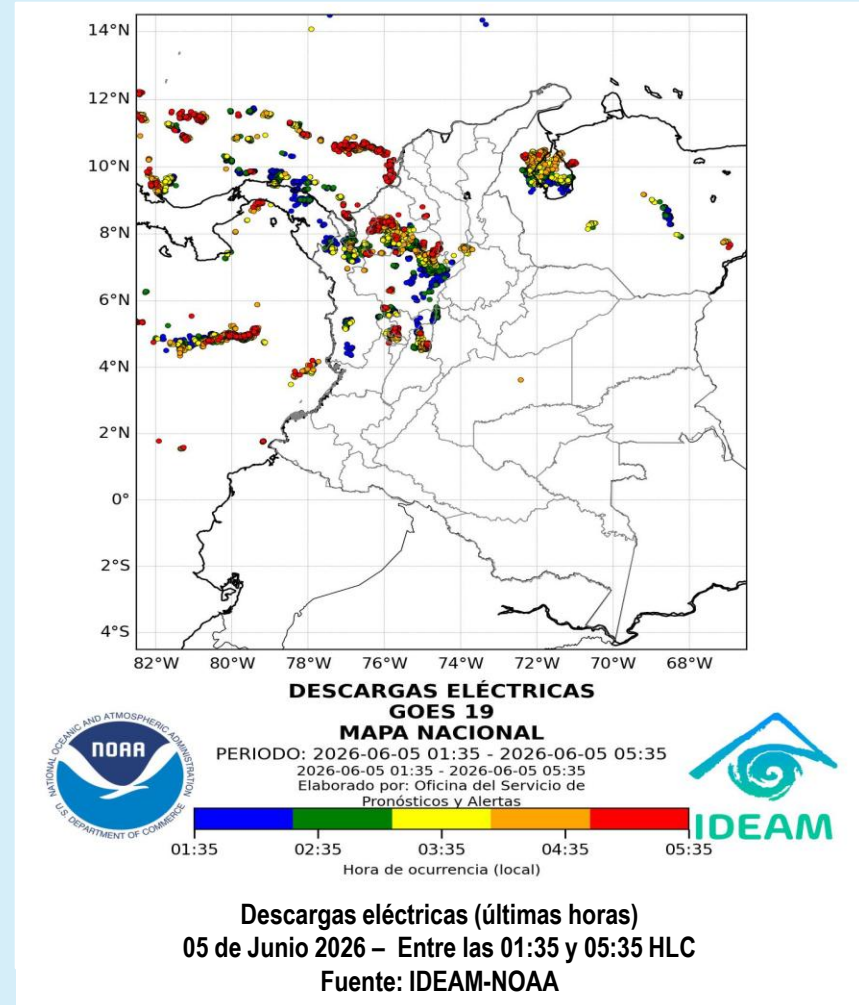 14°N
12°N
10°N
8°N
6°N
4°N
2°N
0°
2°S
4°S
82°W 80°W 78°W 76°W 74°W 72°W 70°W 68°W
DESCARGAS ELÉCTRICAS
GOES 19
MAPA NACIONAL
PERIODO: 2026-06-05 01:35 - 2026-06-05 05:35
2026-06-05 01:35 - 2026-06-05 05:35
Elaborado por: Oficina del Servicio de
Pronósticos y Alertas
NATIONAL OCEANIC AND ATMOSPHERIC ADMINISTRATION
NOAA
U.S. DEPARTMENT OF COMMERCE
IDEAM
01:35 02:35 03:35 04:35 05:35
Hora de ocurrencia (local)
Descargas eléctricas (últimas horas)
05 de Junio 2026 – Entre las 01:35 y 05:35 HLC
Fuente: IDEAM-NOAA